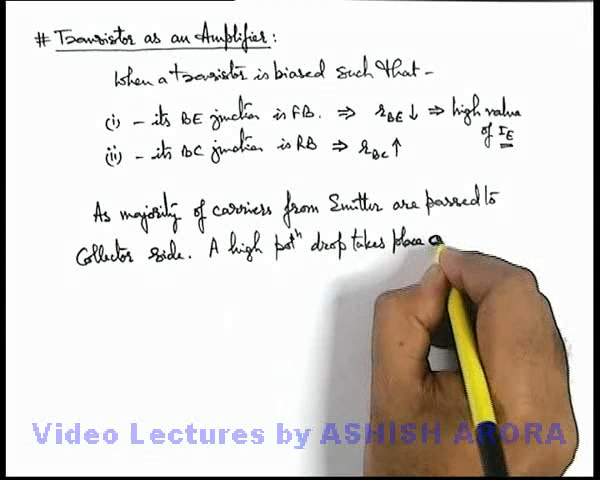 # Transistor as an Amplifier:
When a transistor is biased such that -
(i) - its BE junction is FB. ⇒ r_BE ↓ ⇒ high value of I_E
(ii) - its BC junction is RB ⇒ r_BC ↑
As majority of carriers from Emitter are passed to
Collector side. A high potⁿ drop takes place a
Video Lectures by ASHISH ARORA